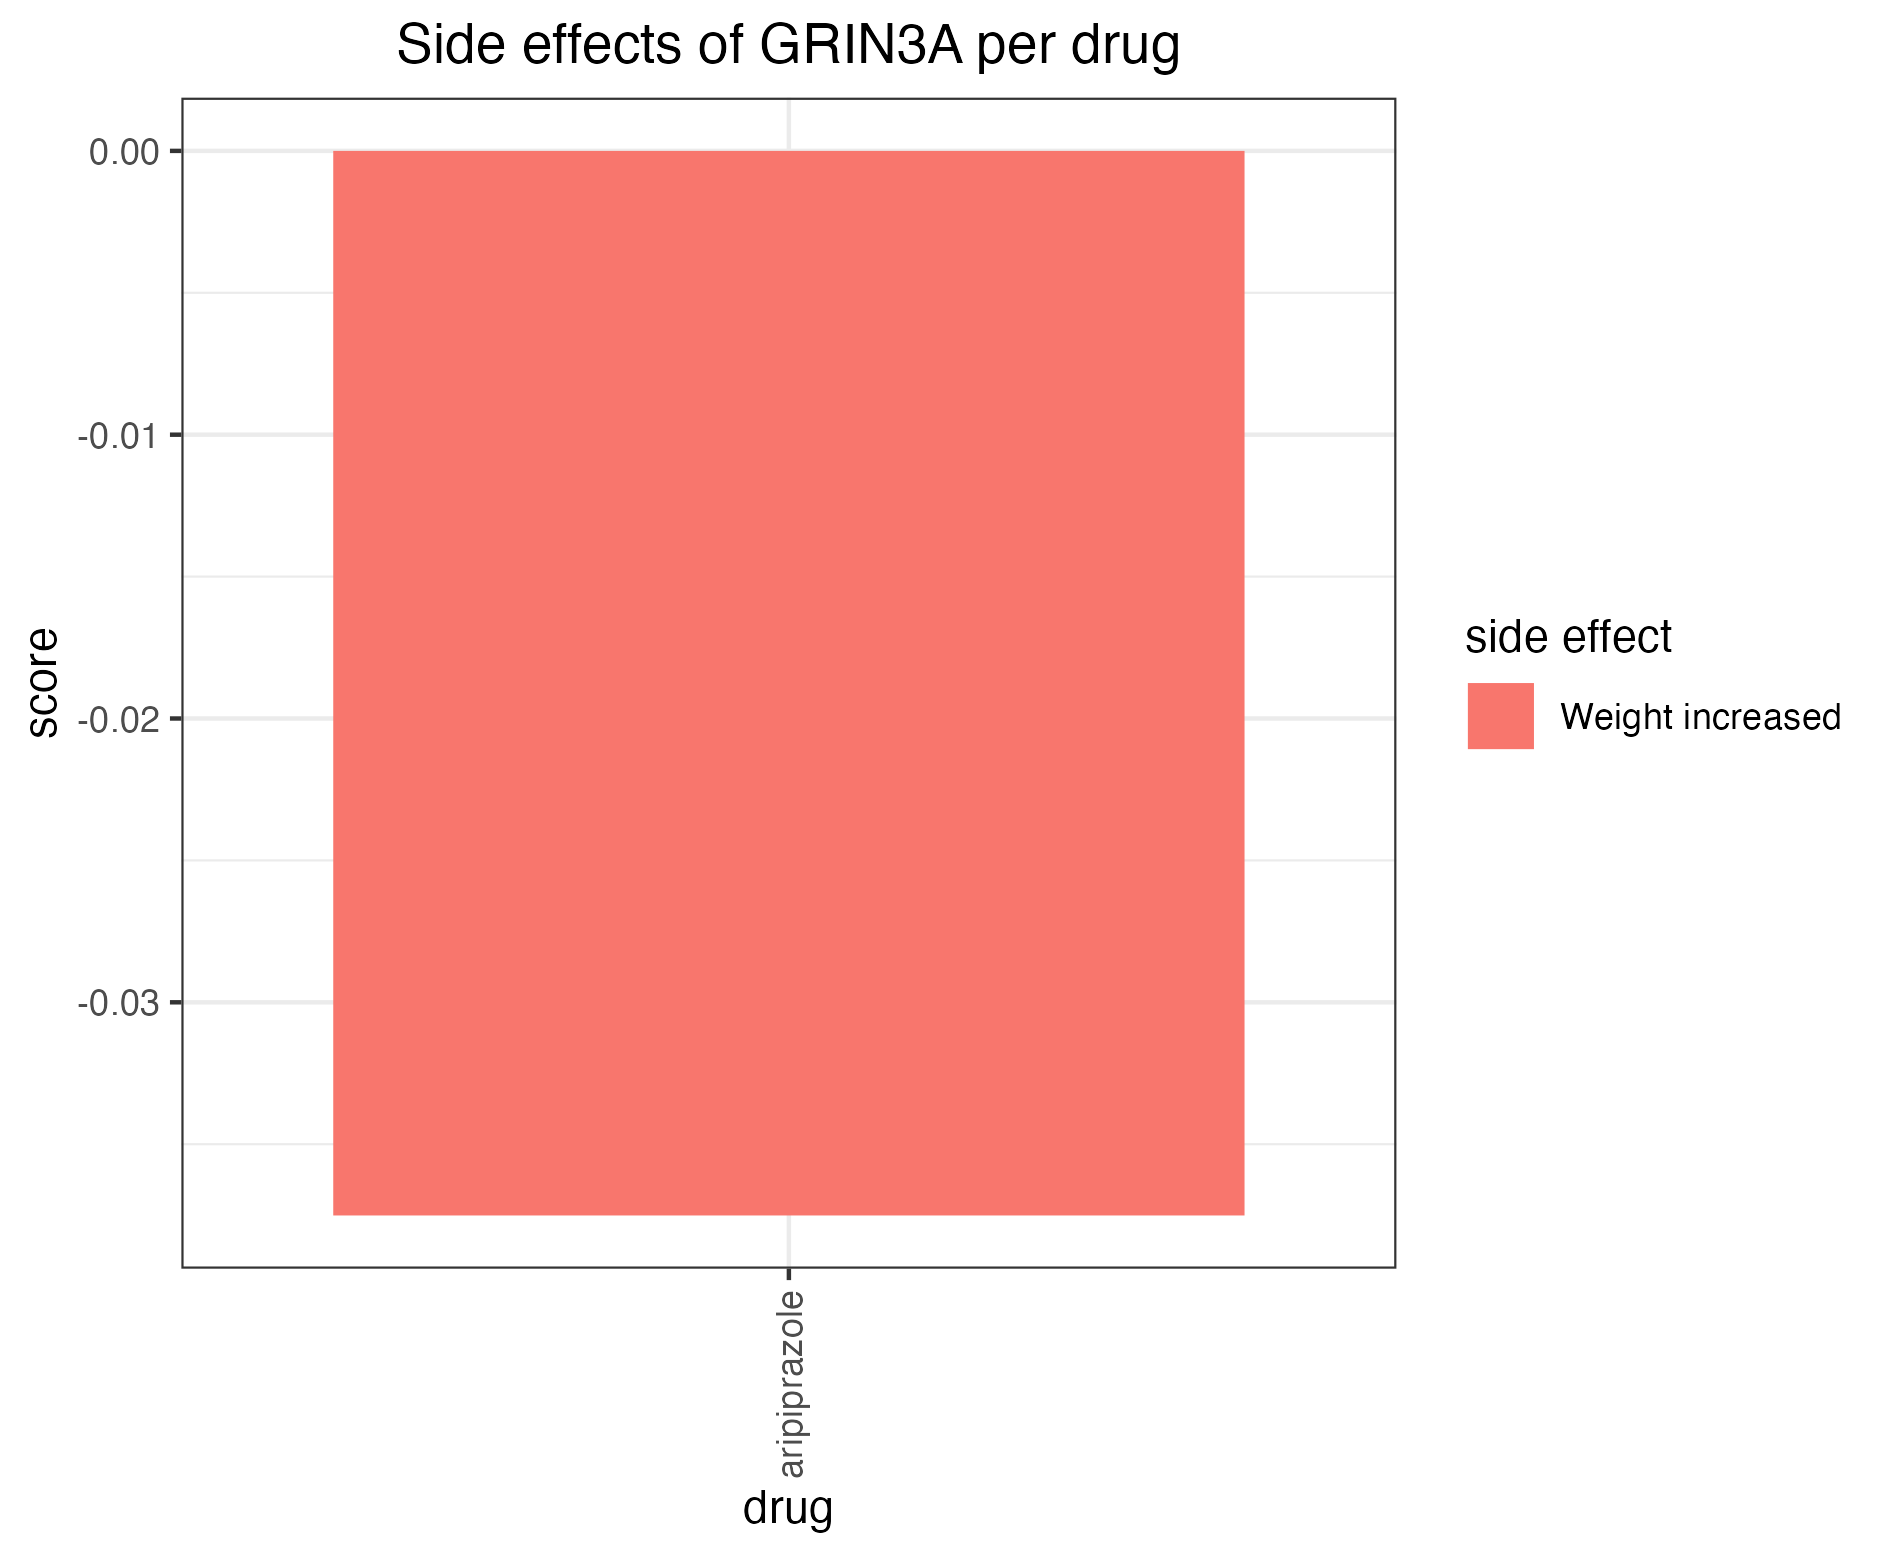 Side effects of GRIN3A per drug
0.00
-0.01
-0.02
-0.03
score
aripiprazole
drug
side effect
Weight increased